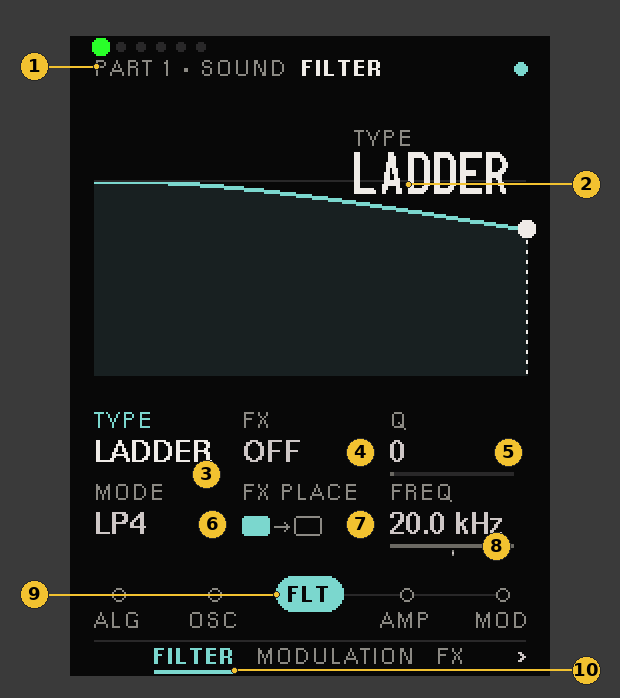 1 PART 1 · SOUND FILTER
TYPE
LADDER 2
TYPE FX Q
LADDER OFF 4 0 5
3
MODE FX PLACE FREQ
LP4 6 → 7 20.0 kHz
8
9 FLT
ALG OSC AMP MOD
FILTER MODULATION FX >
10